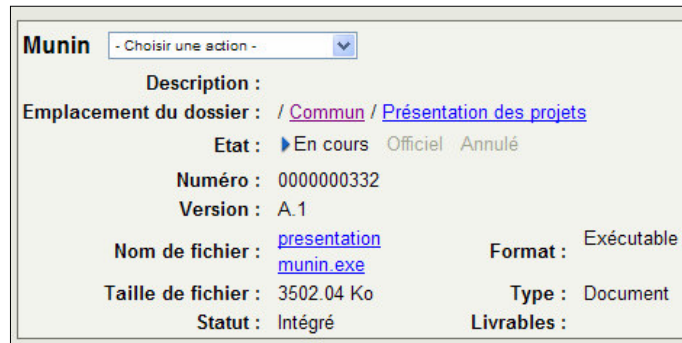 Munin - Choisir une action -
Description :
Emplacement du dossier : / Commun / Présentation des projets
Etat : En cours Officiel Annulé
Numéro : 0000000332
Version : A.1
Nom de fichier : presentation munin.exe Format : Exécutable
Taille de fichier : 3502.04 Ko Type : Document
Statut : Intégré Livrables :